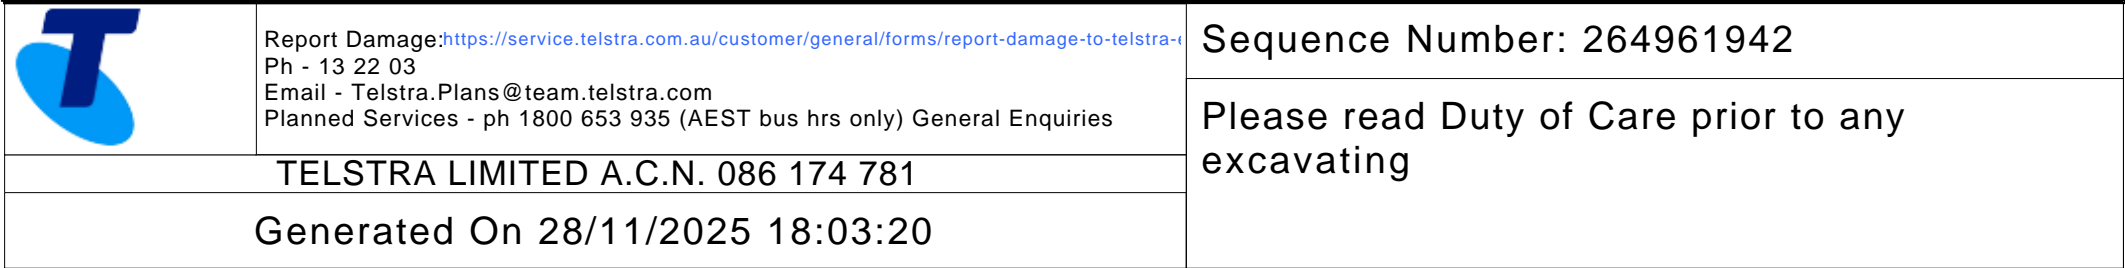 Report Damage:https://service.telstra.com.au/customer/general/forms/report-damage-to-telstra-
Ph - 13 22 03
Email - Telstra.Plans@team.telstra.com
Planned Services - ph 1800 653 935 (AEST bus hrs only) General Enquiries
TELSTRA LIMITED A.C.N. 086 174 781
Generated On 28/11/2025 18:03:20
Sequence Number: 264961942
Please read Duty of Care prior to any
excavating